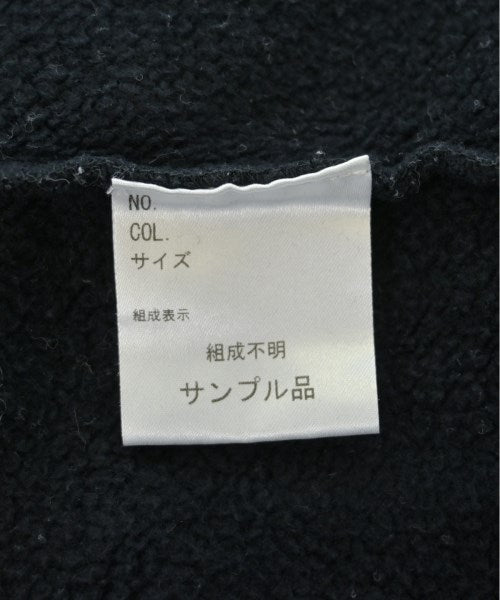 NO.
COL.
サイズ
組成表示
組成不明
サンプル品